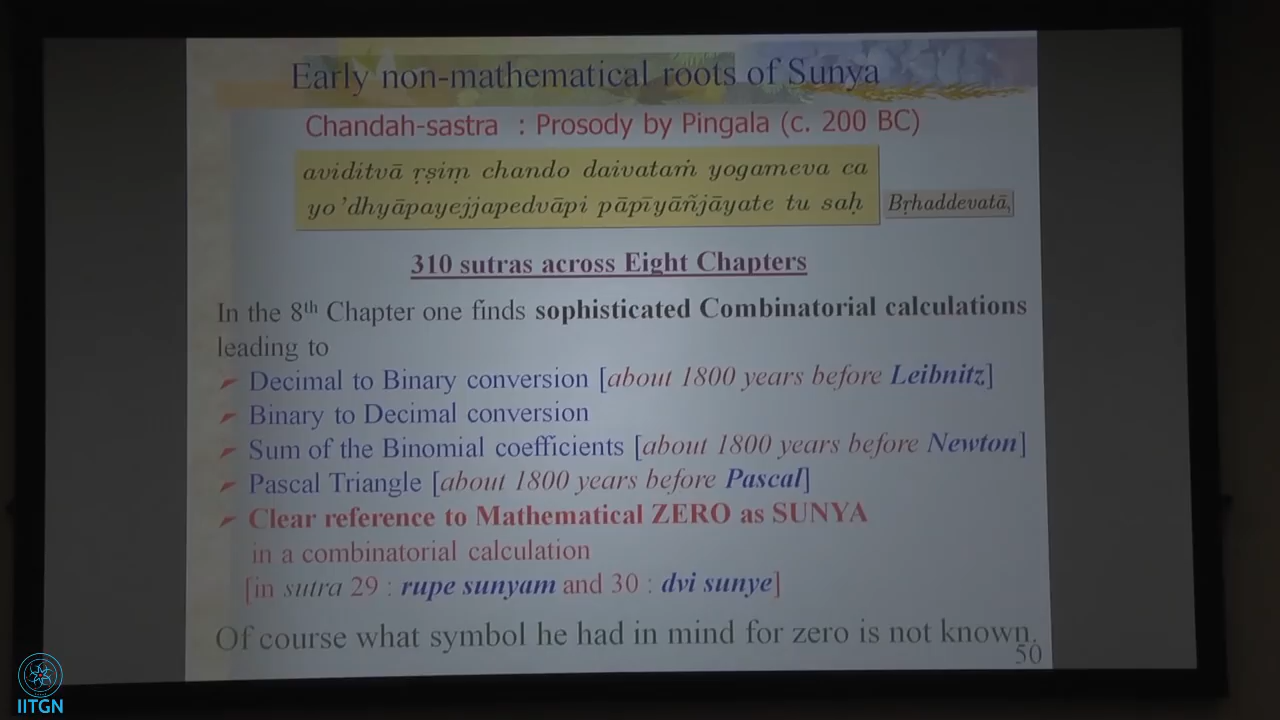 Early non-mathematical roots of Sunya
Chandah-sastra : Prosody by Pingala (c. 200 BC)
aviditvā ṛṣiṃ chando daivataṁ yogameva ca
yo'dhyāpayejjapedvāpi pāpīyāñjāyate tu saḥ
Bṛhaddevatā,
310 sutras across Eight Chapters
In the 8th Chapter one finds sophisticated Combinatorial calculations
leading to
Decimal to Binary conversion [about 1800 years before Leibnitz]
Binary to Decimal conversion
Sum of the Binomial coefficients [about 1800 years before Newton]
Pascal Triangle [about 1800 years before Pascal]
Clear reference to Mathematical ZERO as SUNYA
in a combinatorial calculation
[in sutra 29 : rupe sunyam and 30 : dvi sunye]
Of course what symbol he had in mind for zero is not known.
50
IITGN